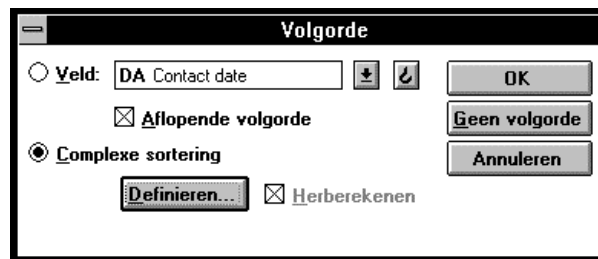 Volgorde
Veld: DA Contact date
OK
Aflopende volgorde
Geen volgorde
Complexe sortering
Annuleren
Definieren... Herberekenen